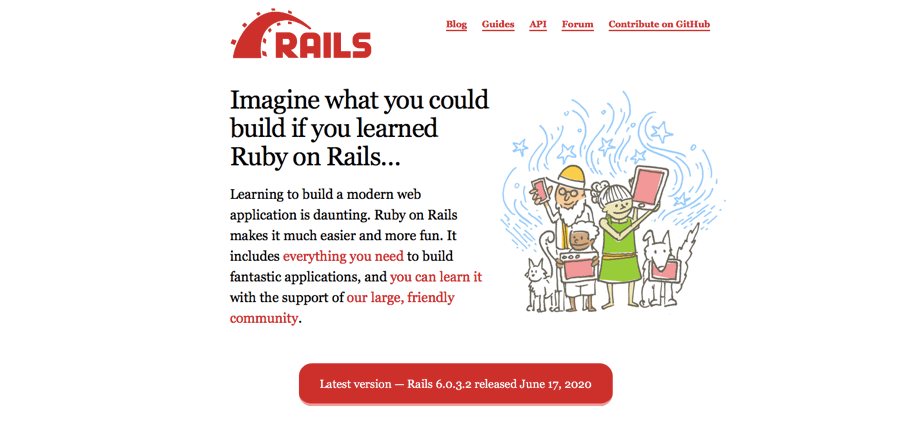 RAILS
Blog Guides API Forum Contribute on GitHub
Imagine what you could
build if you learned
Ruby on Rails…
Learning to build a modern web
application is daunting. Ruby on Rails
makes it much easier and more fun. It
includes everything you need to build
fantastic applications, and you can learn it
with the support of our large, friendly
community.
Latest version — Rails 6.0.3.2 released June 17, 2020